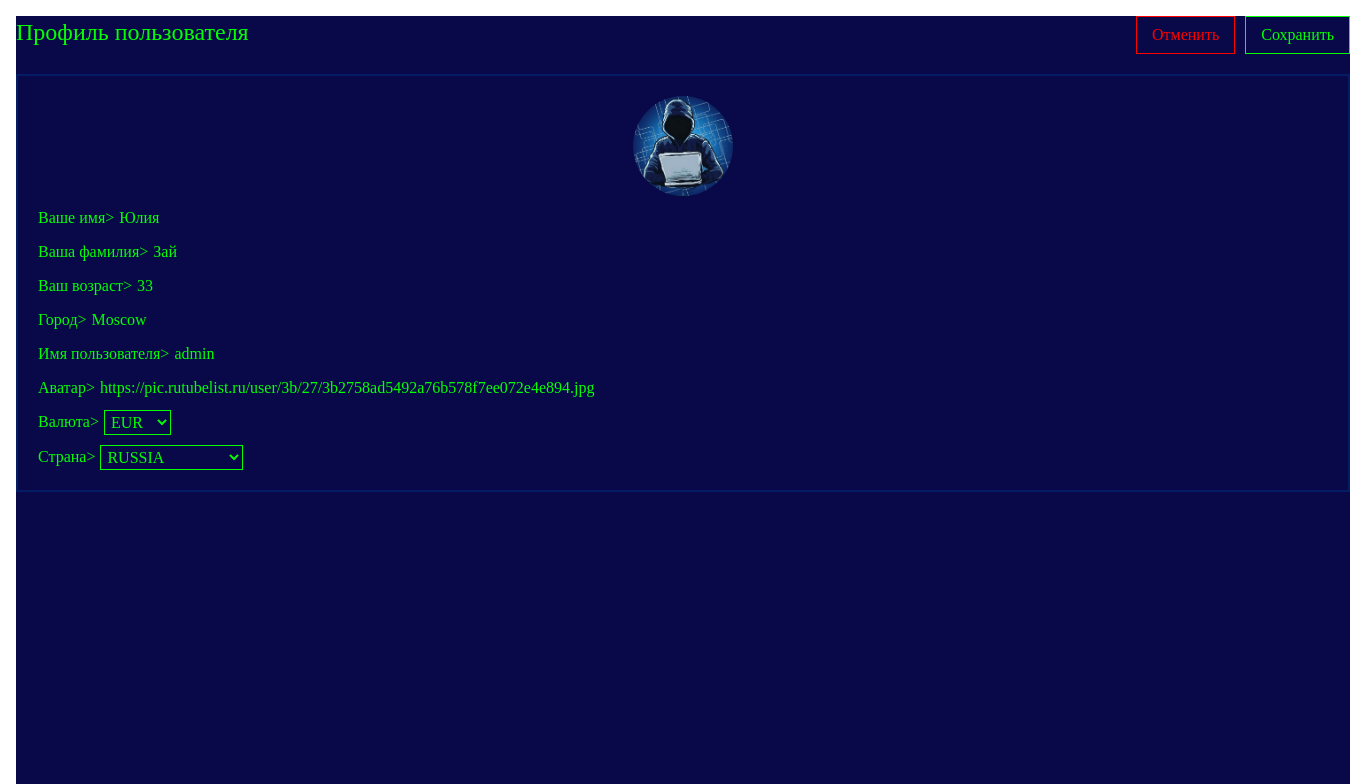 Профиль пользователя
Отменить Сохранить
Ваше имя> Юлия
Ваша фамилия> Зай
Ваш возраст> 33
Город> Moscow
Имя пользователя> admin
Аватар> https://pic.rutubelist.ru/user/3b/27/3b2758ad5492a76b578f7ee072e4e894.jpg
Валюта> EUR
Страна> RUSSIA